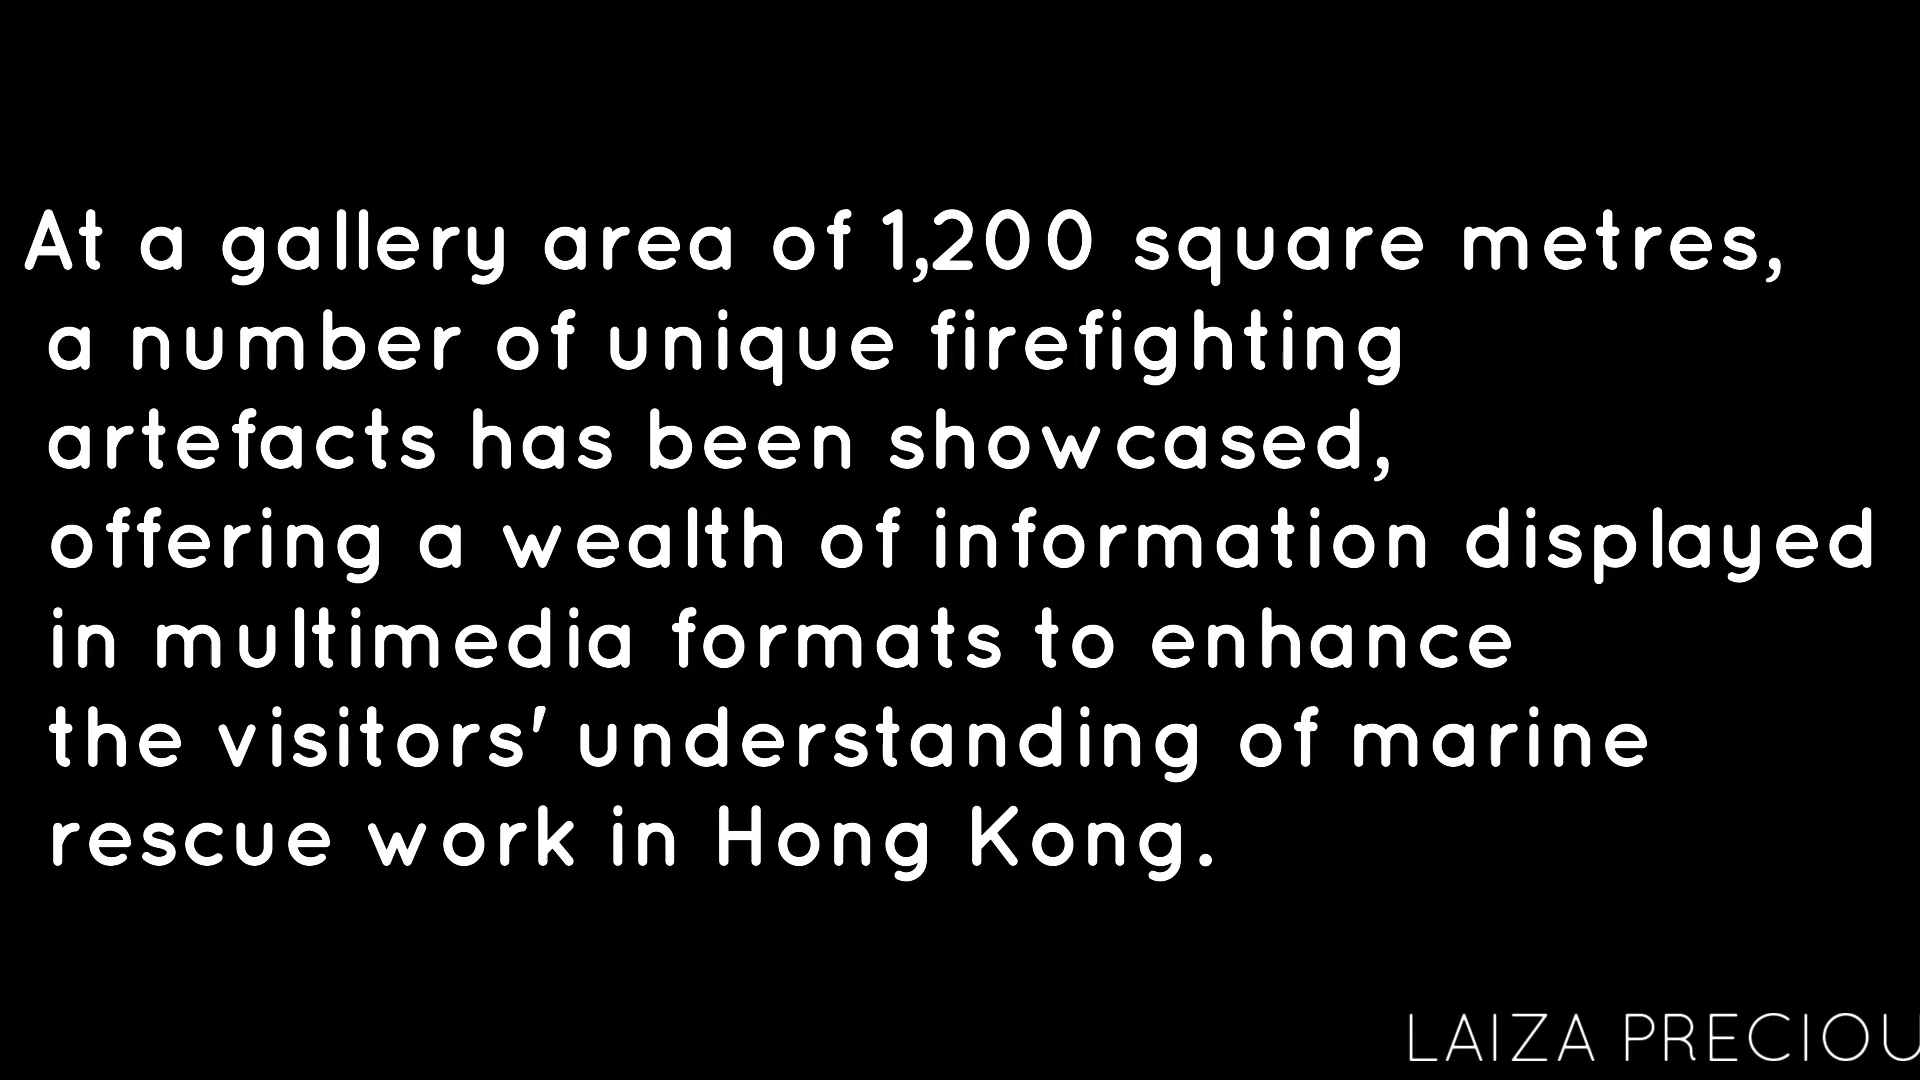 At a gallery area of 1,200 square metres,
a number of unique firefighting
artefacts has been showcased,
offering a wealth of information displayed
in multimedia formats to enhance
the visitors' understanding of marine
rescue work in Hong Kong.
LAIZA PRECIOU